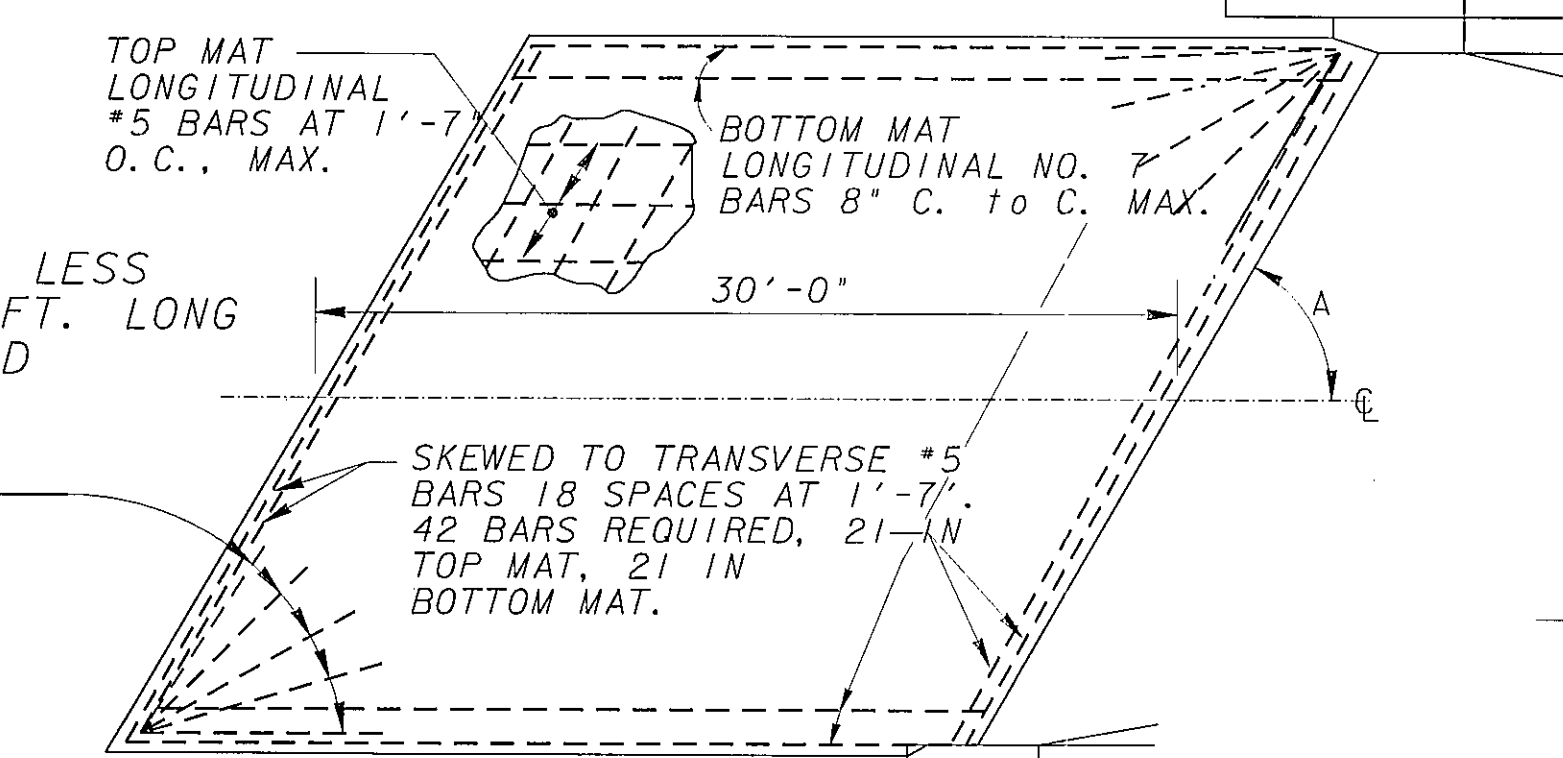 TOP MAT
LONGITUDINAL
#5 BARS AT 1'-7"
O.C., MAX.
BOTTOM MAT
LONGITUDINAL NO. 7
BARS 8" C. to C. MAX.
LESS
FT. LONG
D
30'-0"
A
℄
SKEWED TO TRANSVERSE #5
BARS 18 SPACES AT 1'-7'.
42 BARS REQUIRED, 21 IN
TOP MAT, 21 IN
BOTTOM MAT.